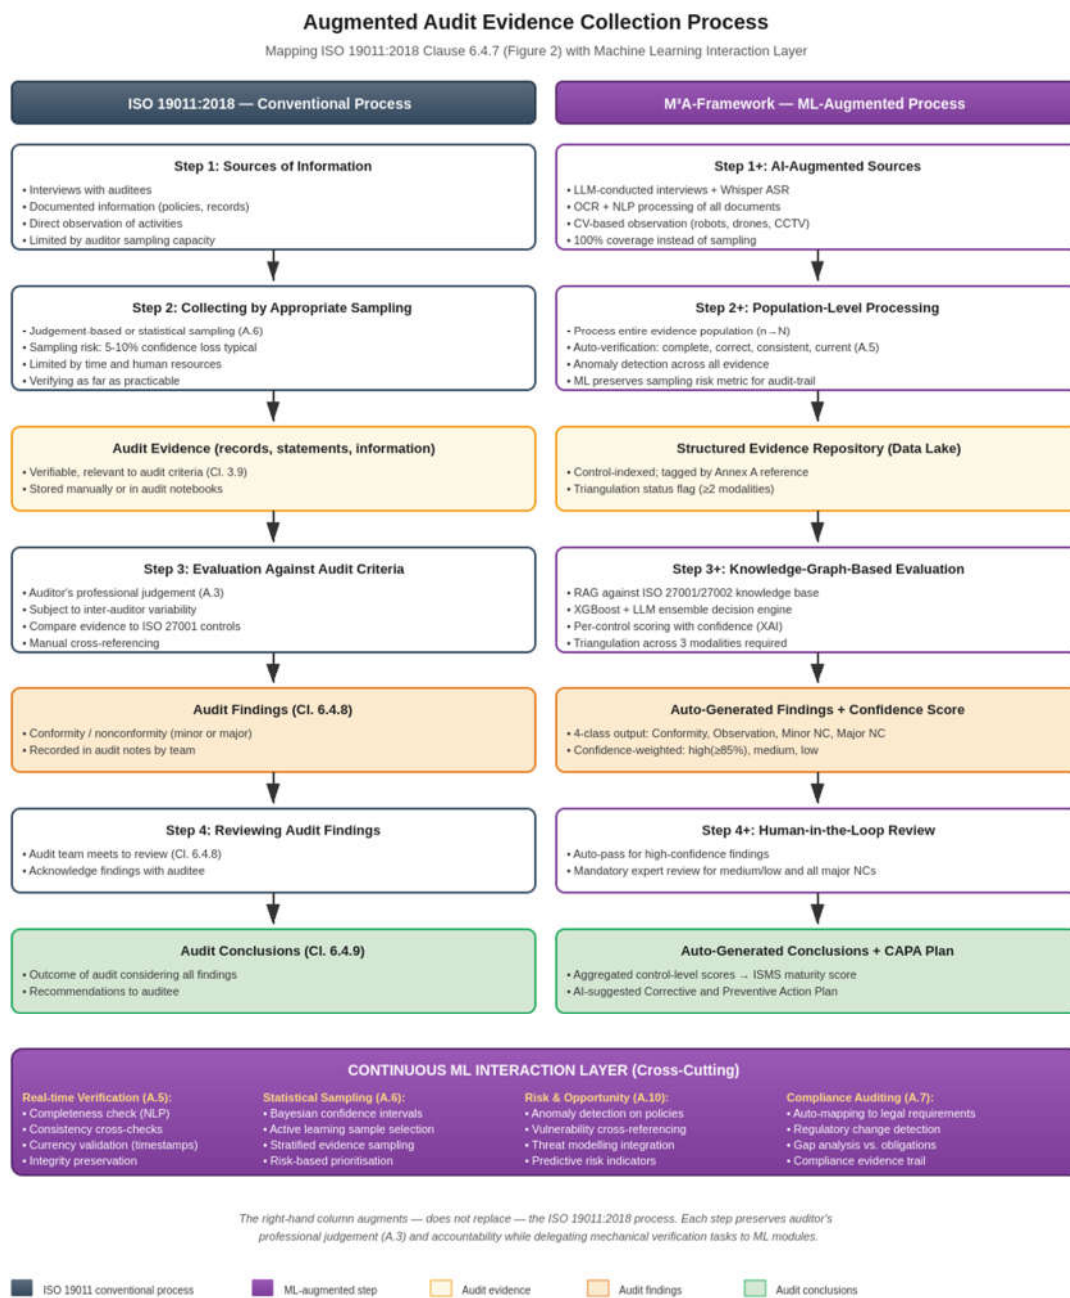 Augmented Audit Evidence Collection Process
Mapping ISO 19011:2018 Clause 6.4.7 (Figure 2) with Machine Learning Interaction Layer
ISO 19011:2018 — Conventional Process
Step 1: Sources of Information
• Interviews with auditees
• Documented information (policies, records)
• Direct observation of activities
• Limited by auditor sampling capacity
Step 2: Collecting by Appropriate Sampling
• Judgement-based or statistical sampling (A.6)
• Sampling risk: 5-10% confidence loss typical
• Limited by time and human resources
• Verifying as far as practicable
Audit Evidence (records, statements, information)
• Verifiable, relevant to audit criteria (Cl. 3.9)
• Stored manually or in audit notebooks
Step 3: Evaluation Against Audit Criteria
• Auditor's professional judgement (A.3)
• Subject to inter-auditor variability
• Compare evidence to ISO 27001 controls
• Manual cross-referencing
Audit Findings (Cl. 6.4.8)
• Conformity / nonconformity (minor or major)
• Recorded in audit notes by team
Step 4: Reviewing Audit Findings
• Audit team meets to review (Cl. 6.4.8)
• Acknowledge findings with auditee
Audit Conclusions (Cl. 6.4.9)
• Outcome of audit considering all findings
• Recommendations to auditee
M³A-Framework — ML-Augmented Process
Step 1+: AI-Augmented Sources
• LLM-conducted interviews + Whisper ASR
• OCR + NLP processing of all documents
• CV-based observation (robots, drones, CCTV)
• 100% coverage instead of sampling
Step 2+: Population-Level Processing
• Process entire evidence population (n→N)
• Auto-verification: complete, correct, consistent, current (A.5)
• Anomaly detection across all evidence
• ML preserves sampling risk metric for audit-trail
Structured Evidence Repository (Data Lake)
• Control-indexed; tagged by Annex A reference
• Triangulation status flag (≥2 modalities)
Step 3+: Knowledge-Graph-Based Evaluation
• RAG against ISO 27001/27002 knowledge base
• XGBoost + LLM ensemble decision engine
• Per-control scoring with confidence (XAI)
• Triangulation across 3 modalities required
Auto-Generated Findings + Confidence Score
• 4-class output: Conformity, Observation, Minor NC, Major NC
• Confidence-weighted: high(≥85%), medium, low
Step 4+: Human-in-the-Loop Review
• Auto-pass for high-confidence findings
• Mandatory expert review for medium/low and all major NCs
Auto-Generated Conclusions + CAPA Plan
• Aggregated control-level scores → ISMS maturity score
• AI-suggested Corrective and Preventive Action Plan
CONTINUOUS ML INTERACTION LAYER (Cross-Cutting)
Real-time Verification (A.5):
• Completeness check (NLP)
• Consistency cross-checks
• Currency validation (timestamps)
• Integrity preservation
Statistical Sampling (A.6):
• Bayesian confidence intervals
• Active learning sample selection
• Stratified evidence sampling
• Risk-based prioritisation
Risk & Opportunity (A.10):
• Anomaly detection on policies
• Vulnerability cross-referencing
• Threat modelling integration
• Predictive risk indicators
Compliance Auditing (A.7):
• Auto-mapping to legal requirements
• Regulatory change detection
• Gap analysis vs. obligations
• Compliance evidence trail
The right-hand column augments — does not replace — the ISO 19011:2018 process. Each step preserves auditor's
professional judgement (A.3) and accountability while delegating mechanical verification tasks to ML modules.
ISO 19011 conventional process
ML-augmented step
Audit evidence
Audit findings
Audit conclusions